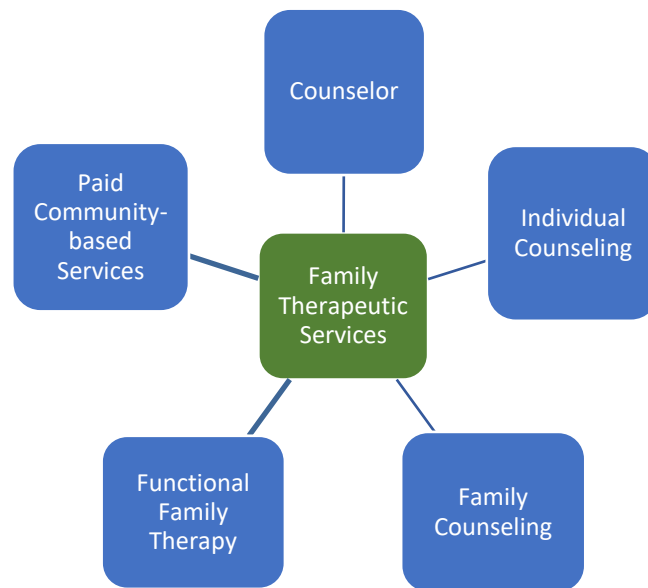 Counselor
Paid
Community-
based
Services
Individual
Counseling
Family
Therapeutic
Services
Functional
Family
Therapy
Family
Counseling